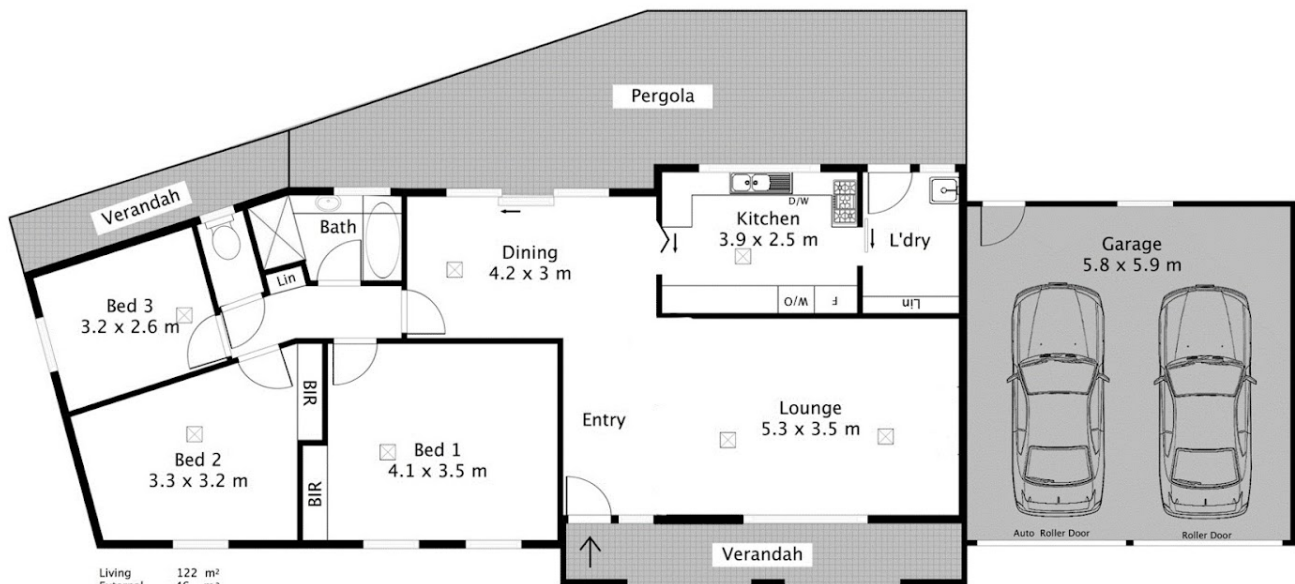 Pergola
Verandah
Bath
Lin
Bed 3
3.2 x 2.6 m
Dining
4.2 x 3 m
Kitchen
3.9 x 2.5 m
D/W
W/O
F
L'dry
Lin
Garage
5.8 x 5.9 m
BIR
BIR
Bed 2
3.3 x 3.2 m
Bed 1
4.1 x 3.5 m
Entry
Lounge
5.3 x 3.5 m
Auto Roller Door
Roller Door
Verandah
Living 122 m²